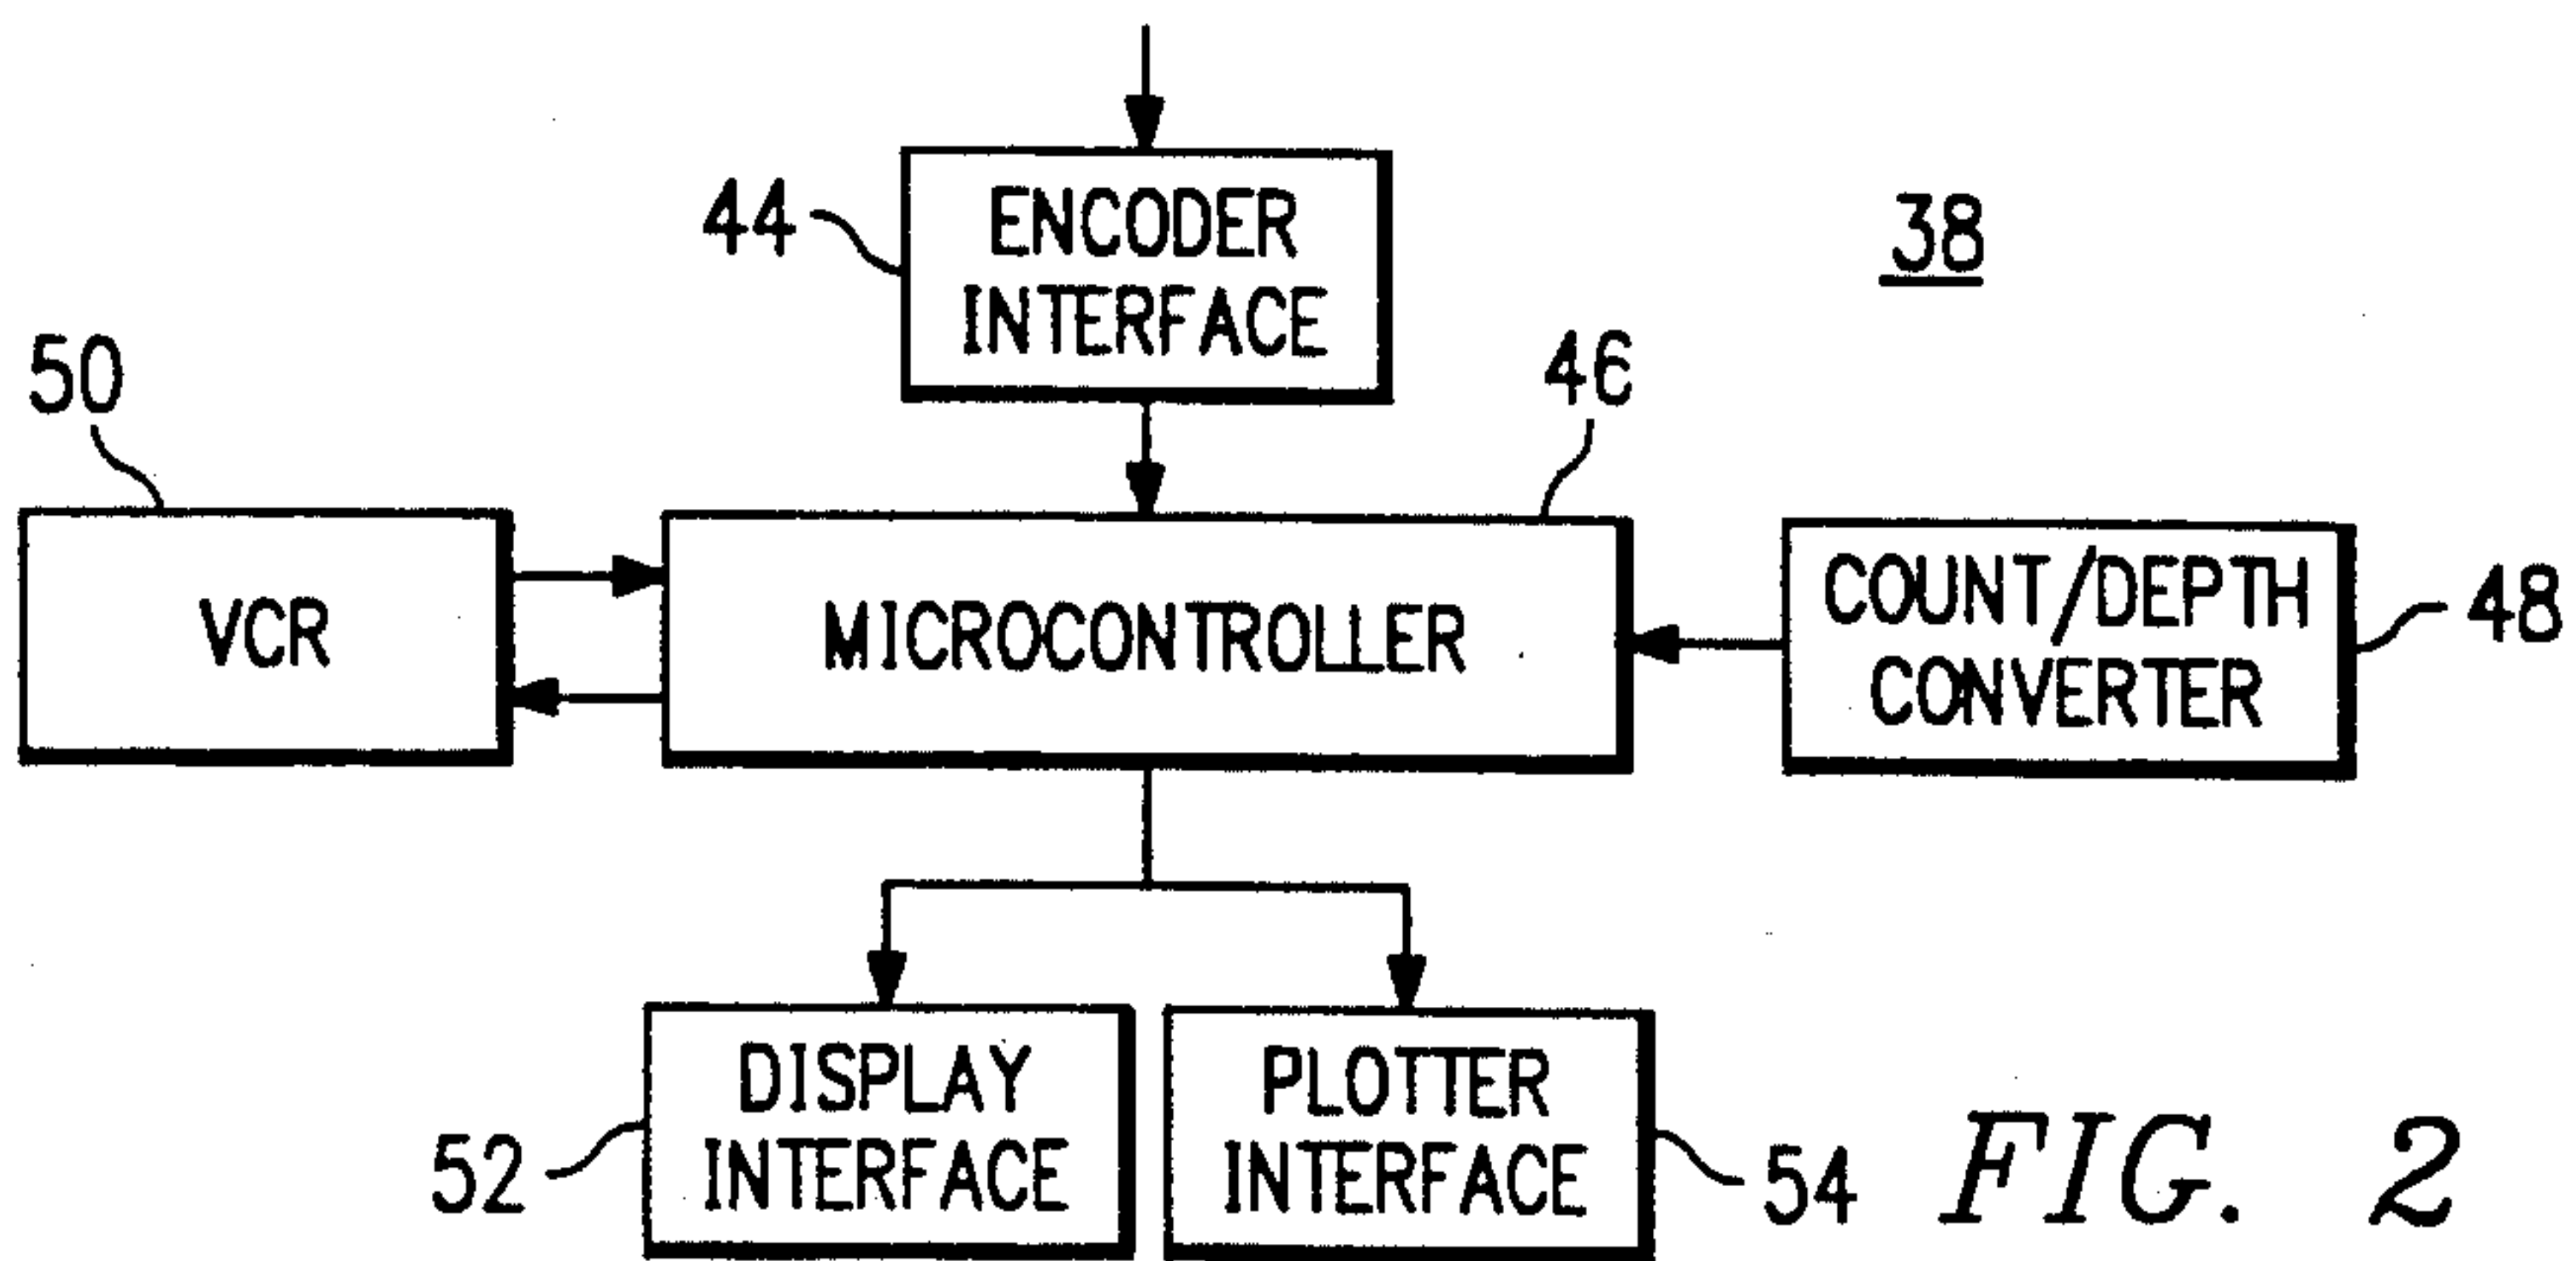 44
ENCODER
INTERFACE
38
50
46
VCR
MICROCONTROLLER
COUNT/DEPTH
CONVERTER
48
DISPLAY
INTERFACE
52
PLOTTER
INTERFACE
54
FIG. 2